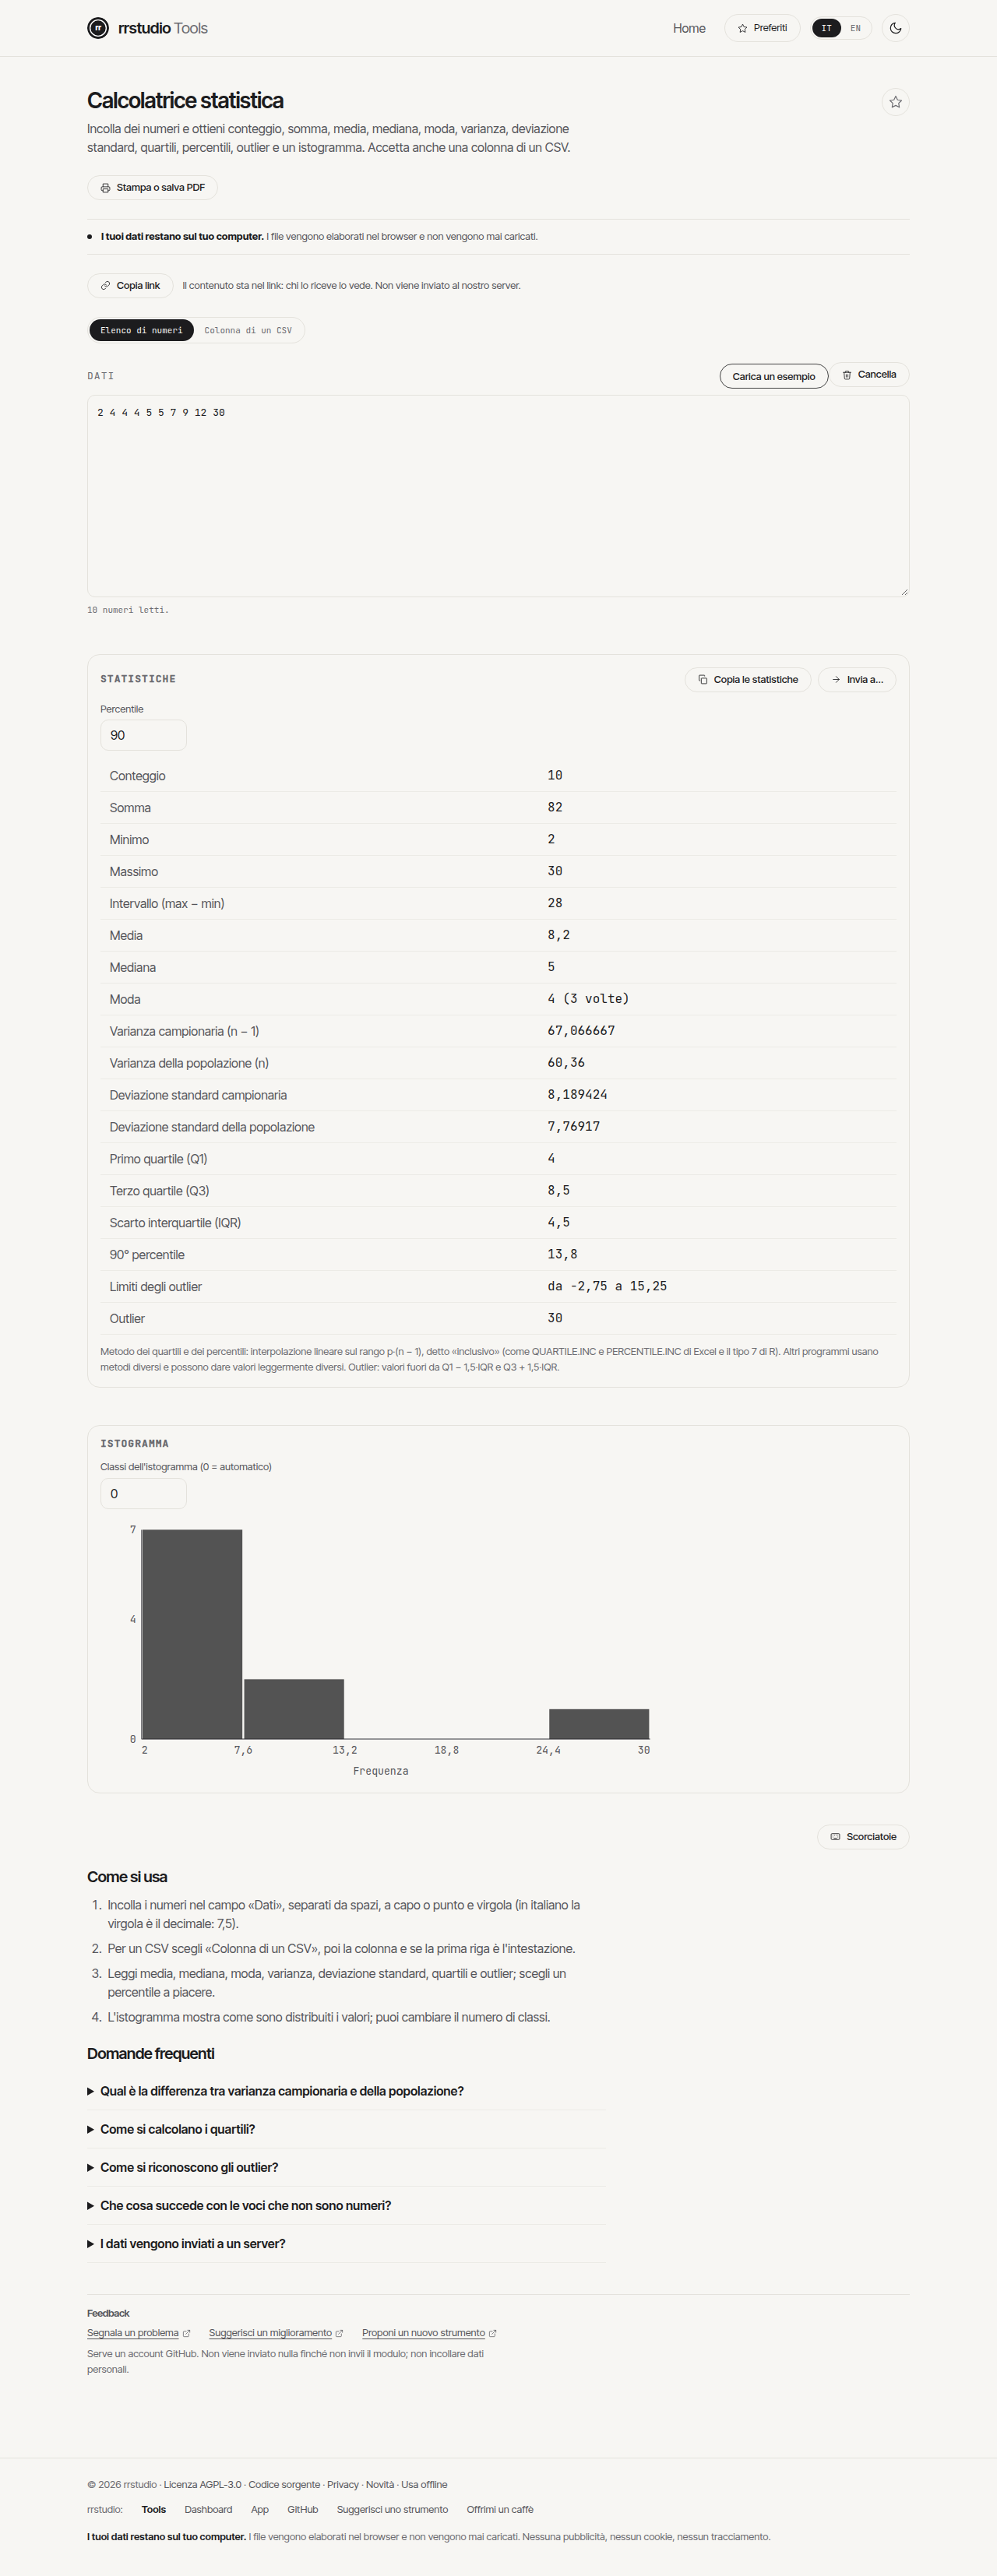 rr rrstudio Tools
Home
Preferiti
IT EN
Calcolatrice statistica
Incolla dei numeri e ottieni conteggio, somma, media, mediana, moda, varianza, deviazione
standard, quartili, percentili, outlier e un istogramma. Accetta anche una colonna di un CSV.
Stampa o salva PDF
I tuoi dati restano sul tuo computer. I file vengono elaborati nel browser e non vengono mai caricati.
Copia link
Il contenuto sta nel link: chi lo riceve lo vede. Non viene inviato al nostro server.
Elenco di numeri
Colonna di un CSV
DATI
Carica un esempio
Cancella
2 4 4 4 5 5 7 9 12 30
10 numeri letti.
STATISTICHE
Copia le statistiche
Invia a…
Percentile
90
Conteggio 10
Somma 82
Minimo 2
Massimo 30
Intervallo (max − min) 28
Media 8,2
Mediana 5
Moda 4 (3 volte)
Varianza campionaria (n − 1) 67,066667
Varianza della popolazione (n) 60,36
Deviazione standard campionaria 8,189424
Deviazione standard della popolazione 7,76917
Primo quartile (Q1) 4
Terzo quartile (Q3) 8,5
Scarto interquartile (IQR) 4,5
90° percentile 13,8
Limiti degli outlier da -2,75 a 15,25
Outlier 30
Metodo dei quartili e dei percentili: interpolazione lineare sul rango p·(n − 1), detto «inclusivo» (come QUARTILE.INC e PERCENTILE.INC di Excel e il tipo 7 di R). Altri programmi usano
metodi diversi e possono dare valori leggermente diversi. Outlier: valori fuori da Q1 − 1,5·IQR e Q3 + 1,5·IQR.
ISTOGRAMMA
Classi dell'istogramma (0 = automatico)
0
7
4
0
2 7,6 13,2 18,8 24,4 30
Frequenza
Scorciatoie
Come si usa
1. Incolla i numeri nel campo «Dati», separati da spazi, a capo o punto e virgola (in italiano la
virgola è il decimale: 7,5).
2. Per un CSV scegli «Colonna di un CSV», poi la colonna e se la prima riga è l'intestazione.
3. Leggi media, mediana, moda, varianza, deviazione standard, quartili e outlier; scegli un
percentile a piacere.
4. L'istogramma mostra come sono distribuiti i valori; puoi cambiare il numero di classi.
Domande frequenti
Qual è la differenza tra varianza campionaria e della popolazione?
Come si calcolano i quartili?
Come si riconoscono gli outlier?
Che cosa succede con le voci che non sono numeri?
I dati vengono inviati a un server?
Feedback
Segnala un problema
Suggerisci un miglioramento
Proponi un nuovo strumento
Serve un account GitHub. Non viene inviato nulla finché non invii il modulo; non incollare dati
personali.
© 2026 rrstudio · Licenza AGPL-3.0 · Codice sorgente · Privacy · Novità · Usa offline
rrstudio: Tools Dashboard App GitHub Suggerisci uno strumento Offrimi un caffè
I tuoi dati restano sul tuo computer. I file vengono elaborati nel browser e non vengono mai caricati. Nessuna pubblicità, nessun cookie, nessun tracciamento.